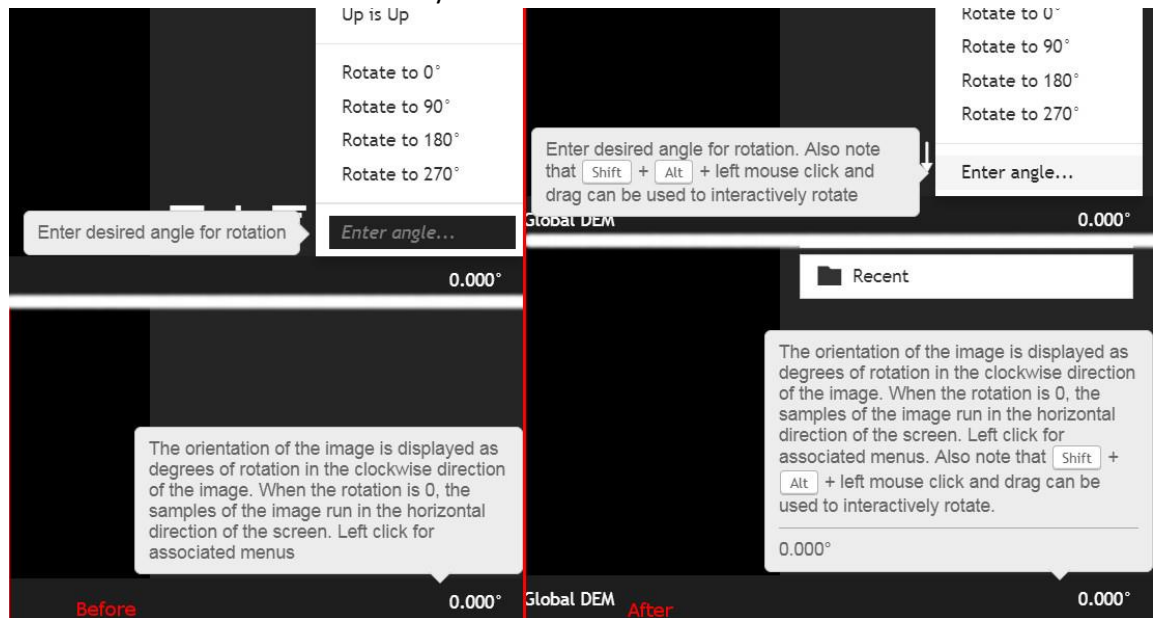 Up is Up
Rotate to 0°
Rotate to 90°
Rotate to 180°
Rotate to 270°
Enter desired angle for rotation
Enter angle...
0.000°
The orientation of the image is displayed as
degrees of rotation in the clockwise direction
of the image. When the rotation is 0, the
samples of the image run in the horizontal
direction of the screen. Left click for
associated menus
0.000°
Before
Rotate to 0°
Rotate to 90°
Rotate to 180°
Rotate to 270°
Enter desired angle for rotation. Also note
that Shift + Alt + left mouse click and
drag can be used to interactively rotate
Enter angle...
Global DEM
0.000°
Recent
The orientation of the image is displayed as
degrees of rotation in the clockwise direction
of the image. When the rotation is 0, the
samples of the image run in the horizontal
direction of the screen. Left click for
associated menus. Also note that Shift +
Alt + left mouse click and drag can be
used to interactively rotate.
0.000°
Global DEM
0.000°
After